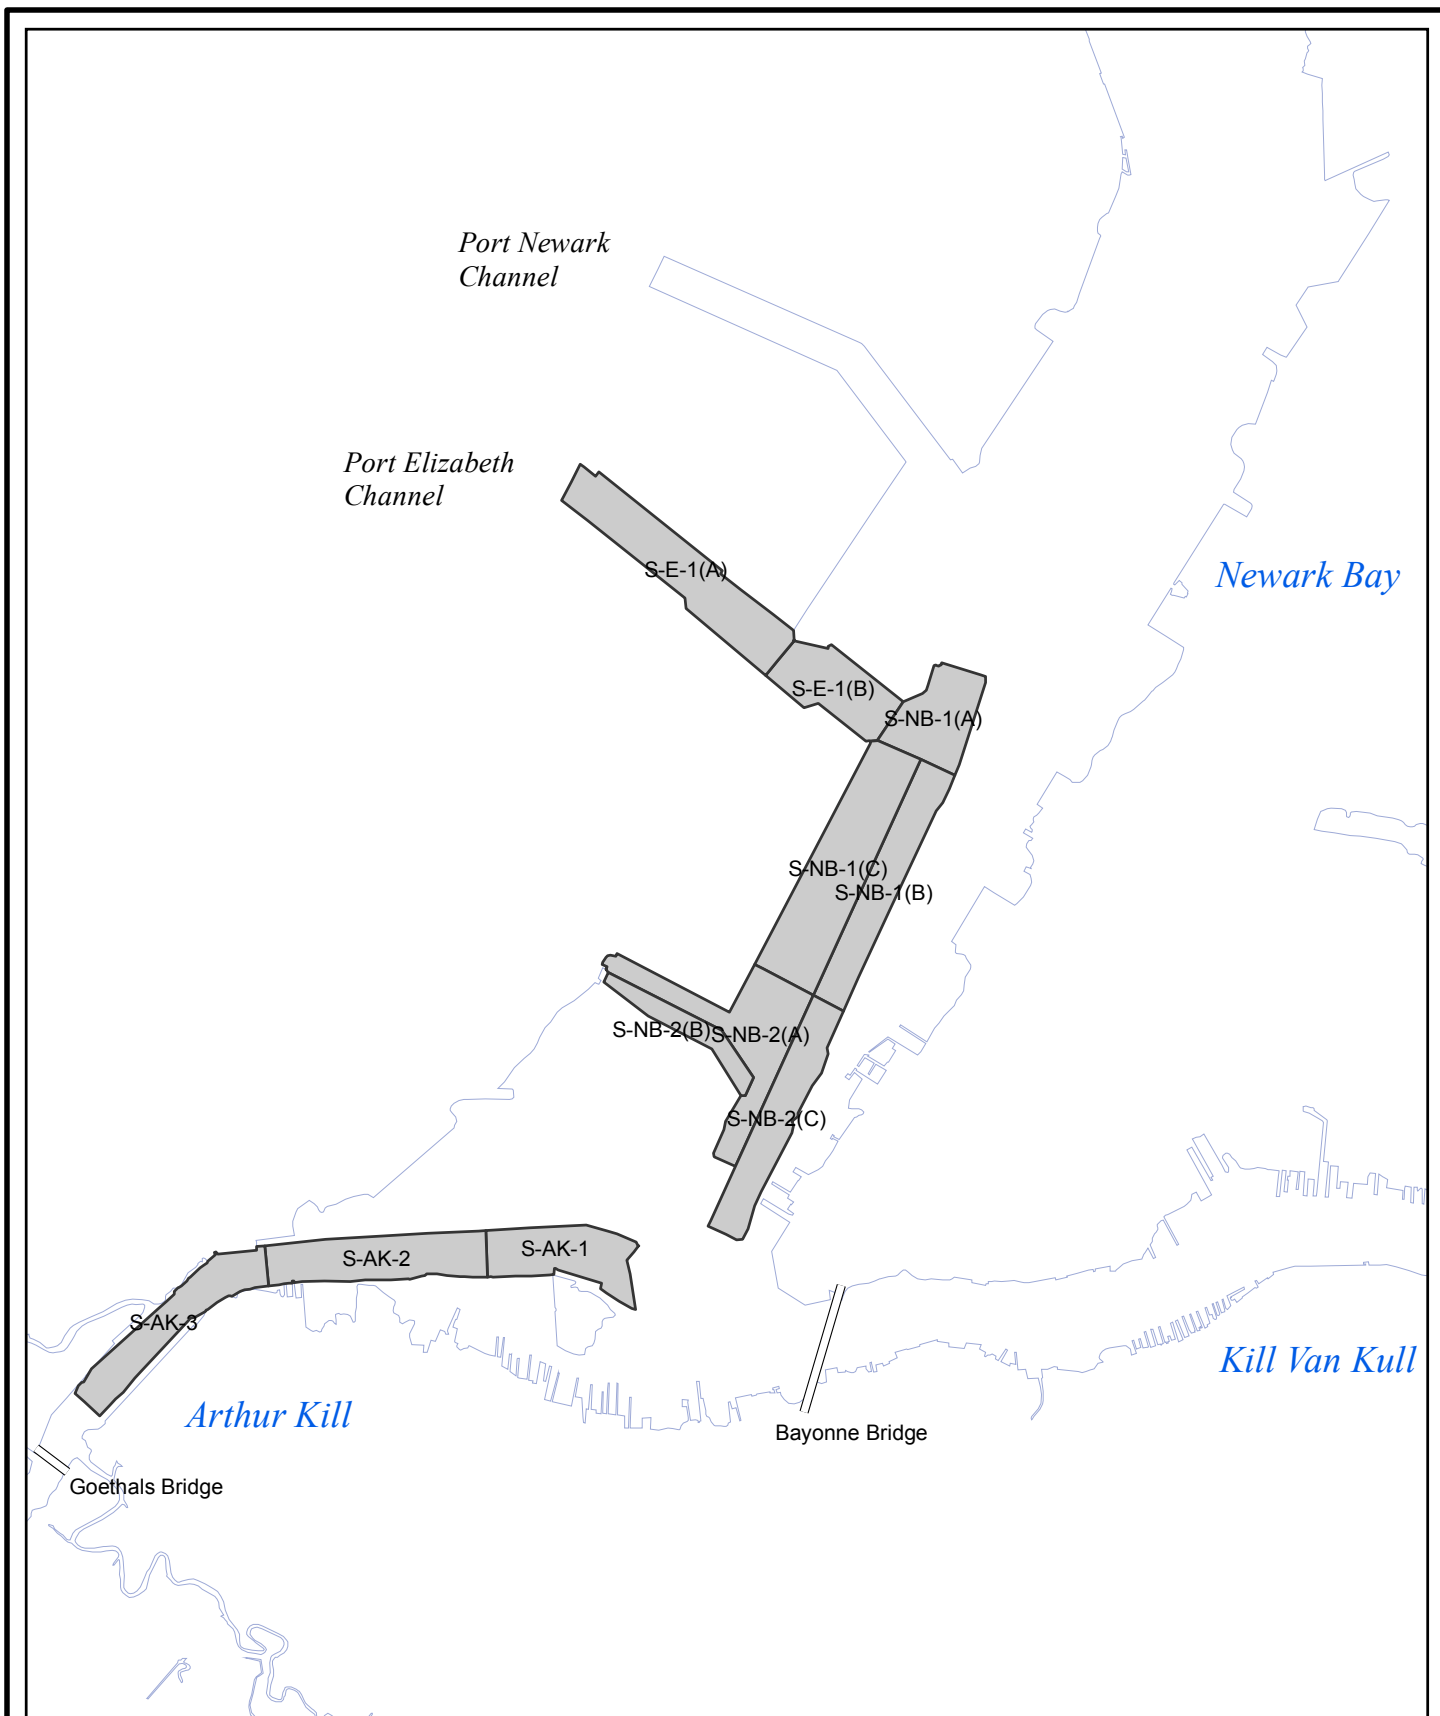 Port Newark
Channel
Port Elizabeth
Channel
S-E-1(A)
Newark Bay
S-E-1(B)
S-NB-1(A)
S-NB-1(C)
S-NB-1(B)
S-NB-2(B)
S-NB-2(A)
S-NB-2(C)
S-AK-1
S-AK-2
S-AK-3
Kill Van Kull
Arthur Kill
Bayonne Bridge
Goethals Bridge